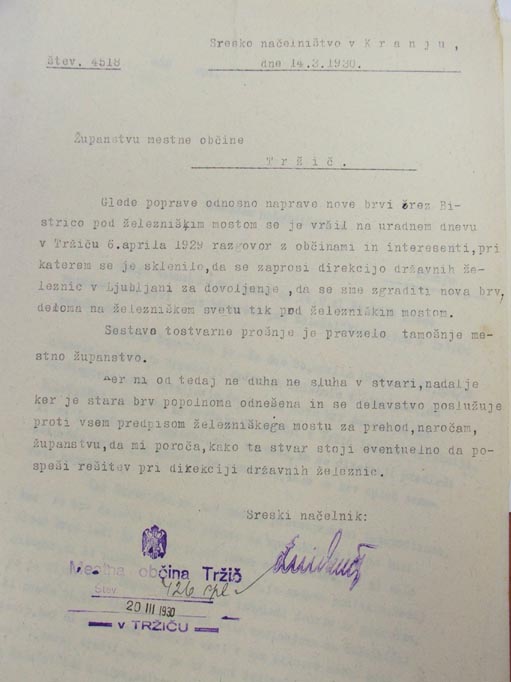 Sresko načelništvo v K r a n j u ,
Štev. 4518 dne 14.3.1930.
Županstvu mestne občine
T r ž i č .
Glede poprave odnosno naprave nove brvi črez Bi-
strico pod železniškim mostom se je vršil na uradnem dnevu
v Tržiču 6.aprila 1929 razgovor z občinami in interesenti,pri
katerem se je sklenilo,da se zaprosi direkcijo državnih že-
leznic v Ljubljani za dovoljenje ,da se sme zgraditi nova brv,
deloma na železniškem svetu tik pod železniškim mostom.
Sestavo tostvarne prošnje je prevzelo tamošnje me-
stno županstvo.
Ker ni od tedaj ne duha ne sluha v stvari,nadalje
ker je stara brv popolnoma odnešena in se delavstvo poslužuje
proti vsem predpisom železniškega mostu za prehod,naročam,
županstvu,da mi poroča,kako ta stvar stoji eventuelno da po-
speši rešitev pri direkciji državnih železnic.
Sreski načelnik:
Mestna občina Tržič
Štev. 426 cpl
20 III 1930
V TRŽIČU